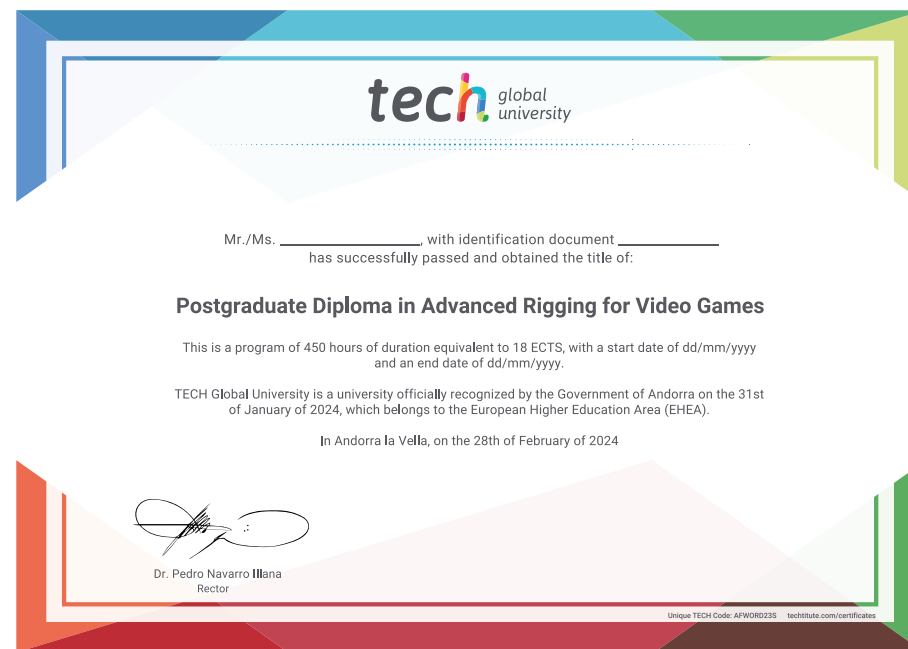 tech global
university
Mr./Ms. ____________, with identification document ____________
has successfully passed and obtained the title of:
Postgraduate Diploma in Advanced Rigging for Video Games
This is a program of 450 hours of duration equivalent to 18 ECTS, with a start date of dd/mm/yyyy
and an end date of dd/mm/yyyy.
TECH Global University is a university officially recognized by the Government of Andorra on the 31st
of January of 2024, which belongs to the European Higher Education Area (EHEA).
In Andorra la Vella, on the 28th of February of 2024
Dr. Pedro Navarro Illana
Rector
Unique TECH Code: AFWORD23S techtitute.com/certificates